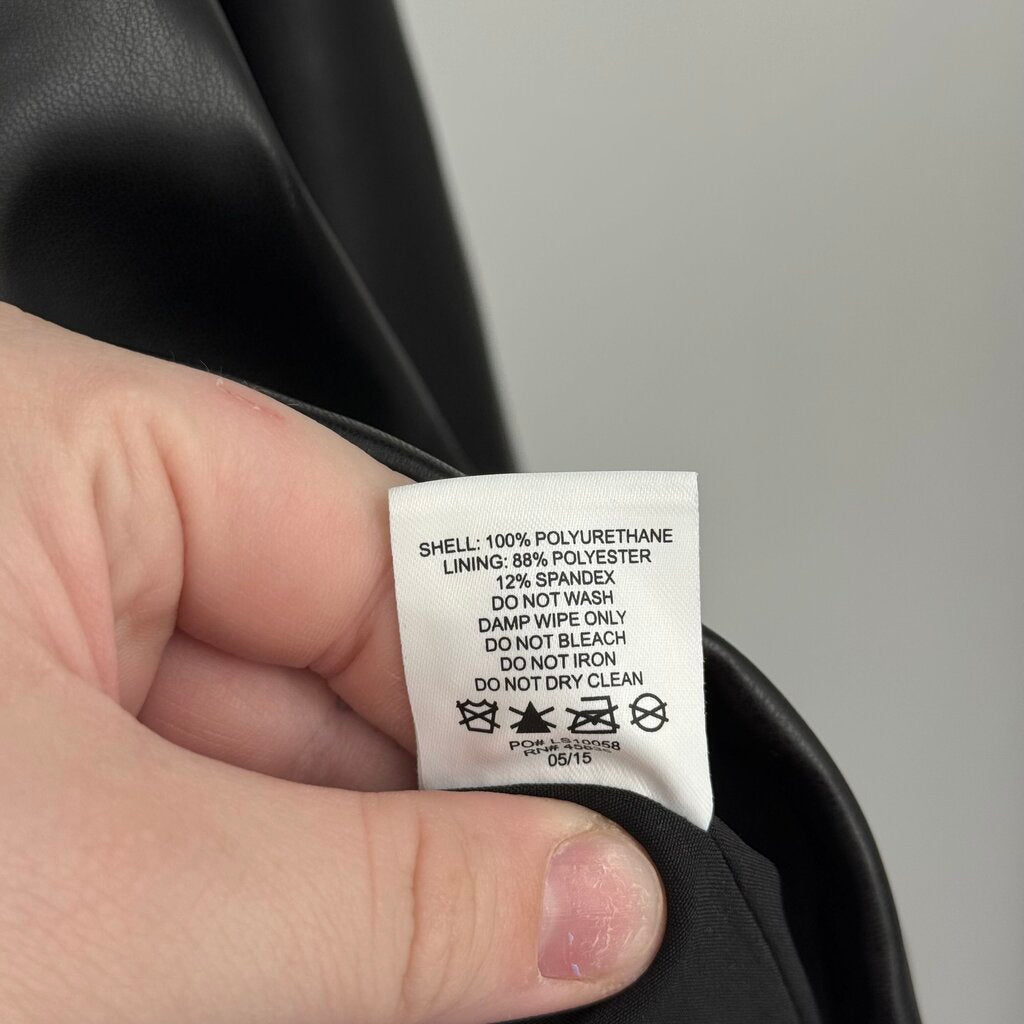 SHELL: 100% POLYURETHANE
LINING: 88% POLYESTER
12% SPANDEX
DO NOT WASH
DAMP WIPE ONLY
DO NOT BLEACH
DO NOT IRON
DO NOT DRY CLEAN
PO# LS10058
RN#
05/15